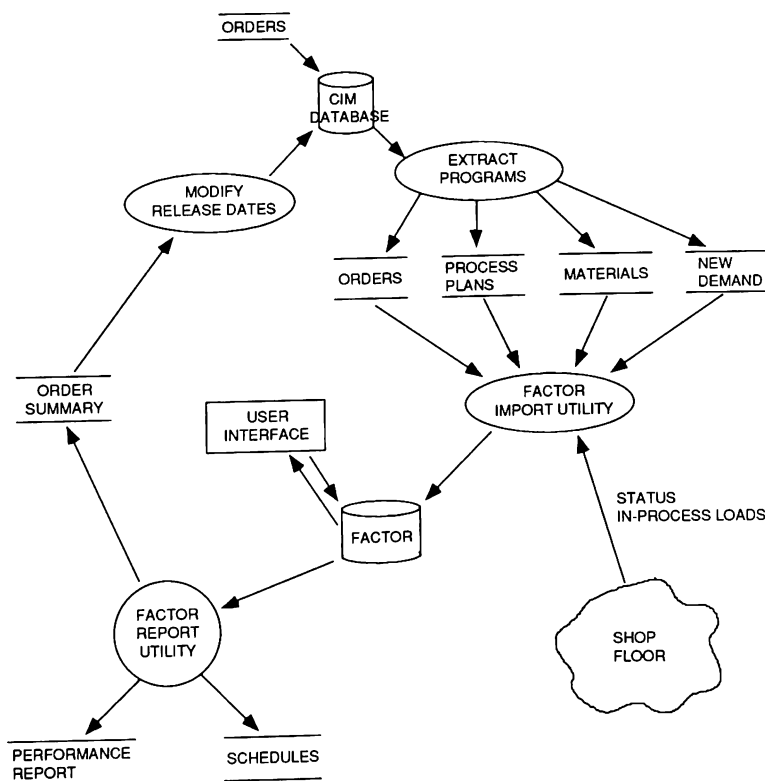 ORDERS
CIM
DATABASE
EXTRACT
PROGRAMS
MODIFY
RELEASE DATES
ORDERS
PROCESS
PLANS
MATERIALS
NEW
DEMAND
ORDER
SUMMARY
USER
INTERFACE
FACTOR
IMPORT UTILITY
STATUS
IN-PROCESS LOADS
FACTOR
FACTOR
REPORT
UTILITY
SHOP
FLOOR
PERFORMANCE
REPORT
SCHEDULES